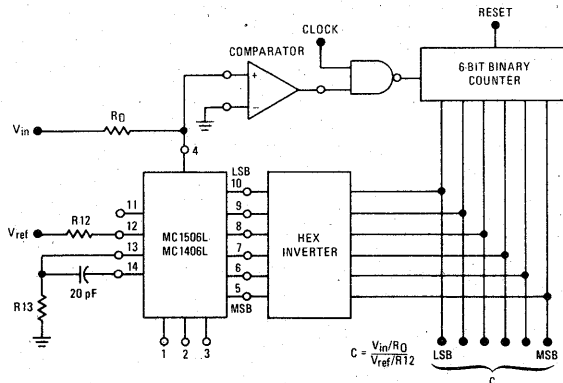 RESET
CLOCK
COMPARATOR
6-BIT BINARY
COUNTER
+
−
Vin
RO
4
LSB
10
11
9
Vref
R12
12
8
MC1506L
MC1406L
HEX
INVERTER
13
7
14
6
20 pF
5
R13
MSB
1 2 3
C = Vin/RO
Vref/R12
LSB
MSB
C